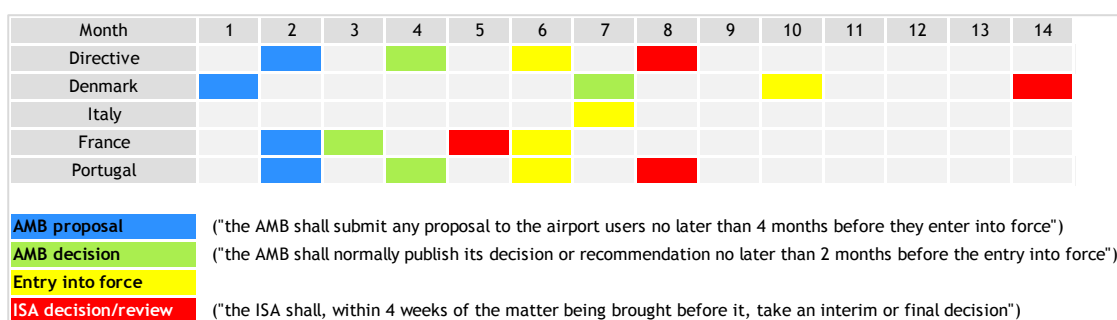 Month 1 2 3 4 5 6 7 8 9 10 11 12 13 14
Directive
Denmark
Italy
France
Portugal
AMB proposal ("the AMB shall submit any proposal to the airport users no later than 4 months before they enter into force")
AMB decision ("the AMB shall normally publish its decision or recommendation no later than 2 months before the entry into force")
Entry into force
ISA decision/review ("the ISA shall, within 4 weeks of the matter being brought before it, take an interim or final decision")